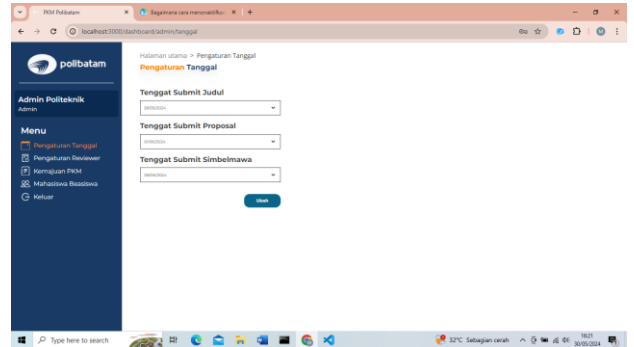 PKM Polibatam
Bagaimana cara menonaktifkan
localhost:3000/dashboard/admin/tanggal
polibatam
Admin Politeknik
Admin
Menu
Pengaturan Tanggal
Pengaturan Reviewer
Kemajuan PKM
Mahasiswa Beasiswa
Keluar
Halaman utama > Pengaturan Tanggal
Pengaturan Tanggal
Tenggat Submit Judul
Tenggat Submit Proposal
Tenggat Submit Simbelmawa
Ubah
Type here to search
32°C Sebagian cerah
16:21
30/05/2024